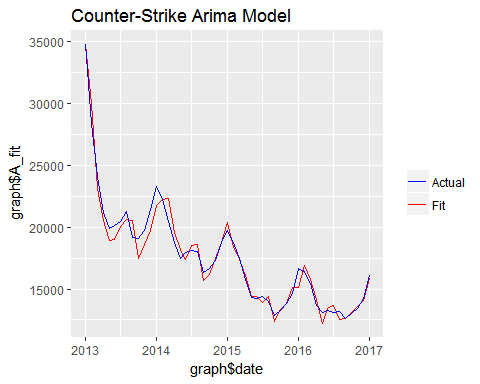 Counter-Strike Arima Model
graph$A_fit
35000
30000
25000
20000
15000
2013
2014
2015
2016
2017
graph$date
Actual
Fit